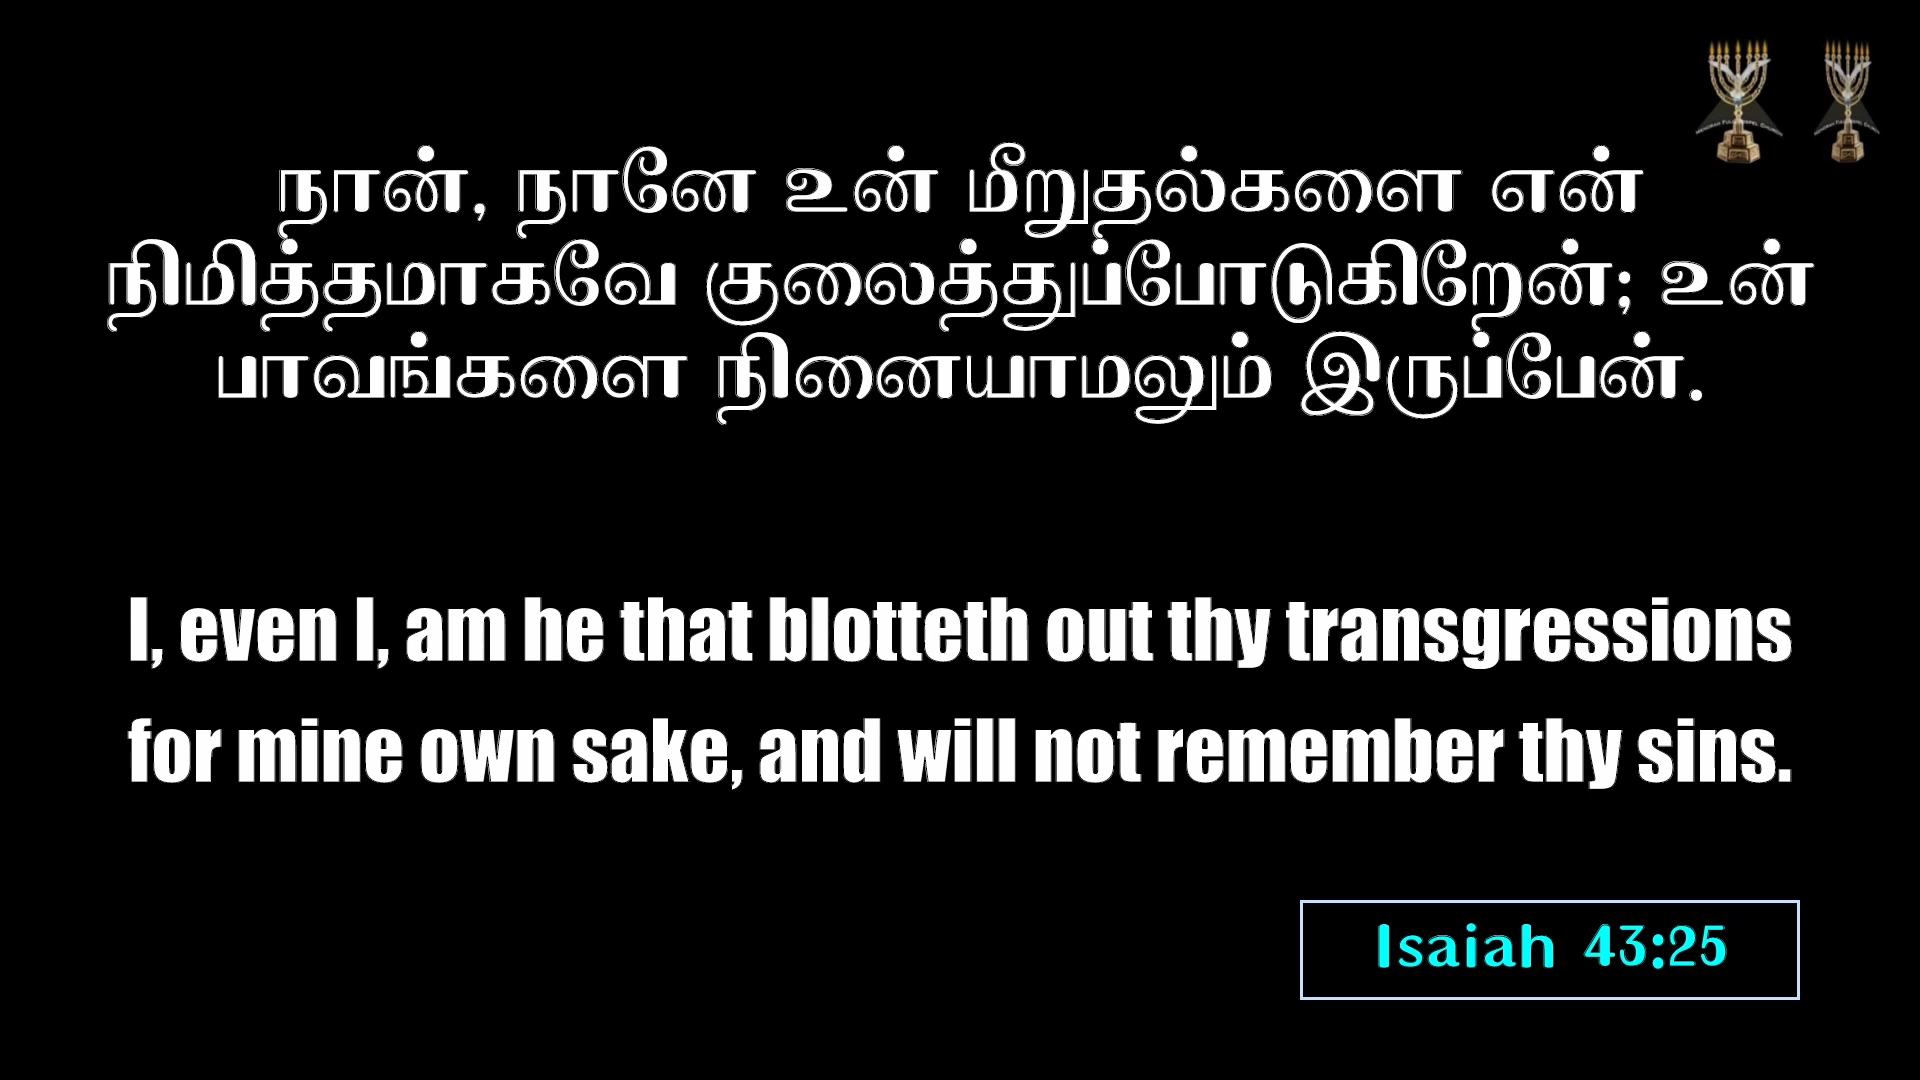 நான், நானே உன் மீறுதல்களை என்
நிமித்தமாகவே குலைத்துப்போடுகிறேன்; உன்
பாவங்களை நினையாமலும் இருப்பேன்.
I, even I, am he that blotteth out thy transgressions
for mine own sake, and will not remember thy sins.
Isaiah 43:25